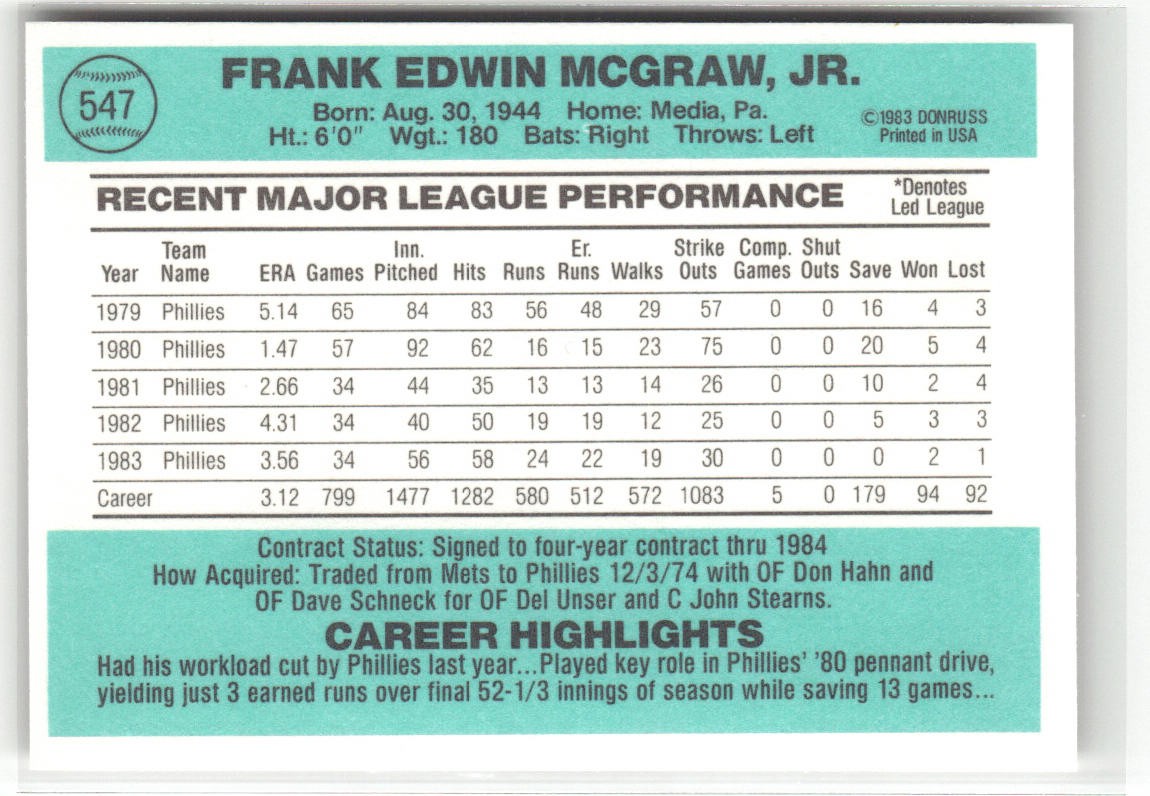 547
FRANK EDWIN MCGRAW, JR.
Born: Aug. 30, 1944 Home: Media, Pa.
Ht.: 6'0" Wgt.: 180 Bats: Right Throws: Left
©1983 DONRUSS
Printed in USA
RECENT MAJOR LEAGUE PERFORMANCE
*Denotes
Led League
Team Inn. Er. Strike Comp. Shut
Year Name ERA Games Pitched Hits Runs Runs Walks Outs Games Outs Save Won Lost
1979 Phillies 5.14 65 84 83 56 48 29 57 0 0 16 4 3
1980 Phillies 1.47 57 92 62 16 15 23 75 0 0 20 5 4
1981 Phillies 2.66 34 44 35 13 13 14 26 0 0 10 2 4
1982 Phillies 4.31 34 40 50 19 19 12 25 0 0 5 3 3
1983 Phillies 3.56 34 56 58 24 22 19 30 0 0 0 2 1
Career 3.12 799 1477 1282 580 512 572 1083 5 0 179 94 92
Contract Status: Signed to four-year contract thru 1984
How Acquired: Traded from Mets to Phillies 12/3/74 with OF Don Hahn and
OF Dave Schneck for OF Del Unser and C John Stearns.
CAREER HIGHLIGHTS
Had his workload cut by Phillies last year...Played key role in Phillies' '80 pennant drive,
yielding just 3 earned runs over final 52-1/3 innings of season while saving 13 games...